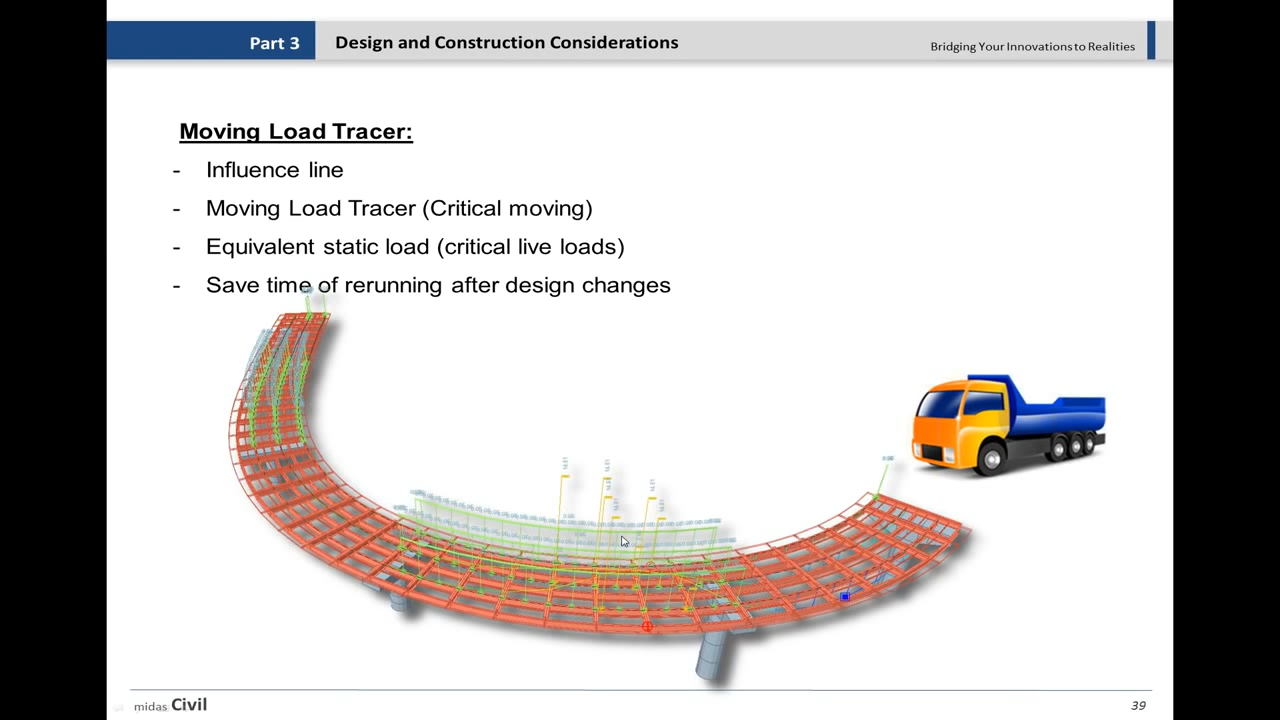 Part 3
Design and Construction Considerations
Bridging Your Innovations to Realities
Moving Load Tracer:
- Influence line
- Moving Load Tracer (Critical moving)
- Equivalent static load (critical live loads)
- Save time of rerunning after design changes
midas Civil
39